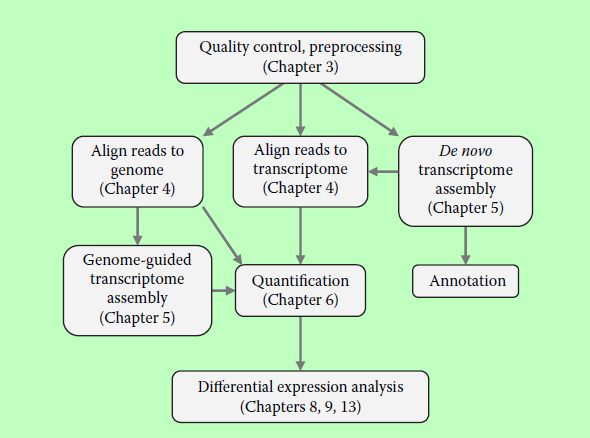 Quality control, preprocessing
(Chapter 3)
Align reads to
genome
(Chapter 4)
Align reads to
transcriptome
(Chapter 4)
De novo
transcriptome
assembly
(Chapter 5)
Genome-guided
transcriptome
assembly
(Chapter 5)
Quantification
(Chapter 6)
Annotation
Differential expression analysis
(Chapters 8, 9, 13)